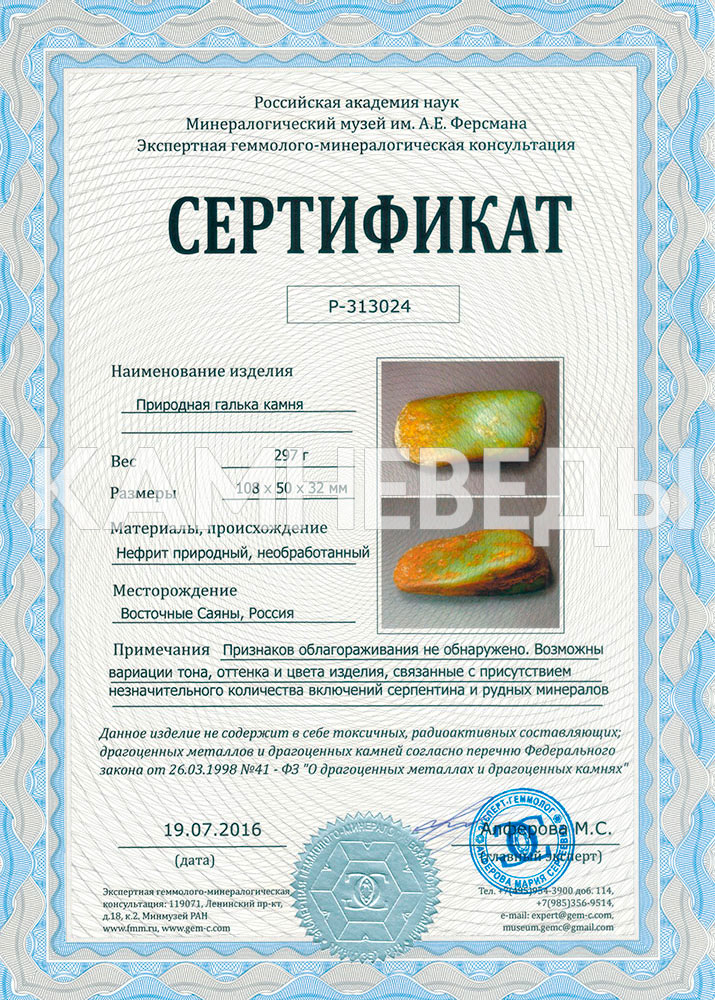 Российская академия наук
Минералогический музей им. А.Е. Ферсмана
Экспертная геммолого-минералогическая консультация
СЕРТИФИКАТ
Р-313024
Наименование изделия
Природная галька камня
Вес 297 г
Размеры 108 х 50 х 32 мм
КАМНЕВЕДЫ
Материалы, происхождение
Нефрит природный, необработанный
Месторождение
Восточные Саяны, Россия
Примечания Признаков облагораживания не обнаружено. Возможны
вариации тона, оттенка и цвета изделия, связанные с присутствием
незначительного количества включений серпентина и рудных минералов
Данное изделие не содержит в себе токсичных, радиоактивных составляющих;
драгоценных металлов и драгоценных камней согласно перечню Федерального
закона от 26.03.1998 №41 - ФЗ "О драгоценных металлах и драгоценных камнях"
19.07.2016
(дата)
Алферова М.С.
(главный эксперт)
ЭКСПЕРТ-ГЕММОЛОГ
АЛФЕРОВА МАРИЯ СЕРГЕЕВНА
Экспертная геммолого-минералогическая
консультация: 119071, Ленинский пр-кт,
д.18, к.2. Минмузей РАН
www.fmm.ru, www.gem-c.com
Тел. +7(495)954-3900 доб. 114,
+7(985)356-9514,
e-mail: expert@gem-c.com,
museum.gemc@gmail.com